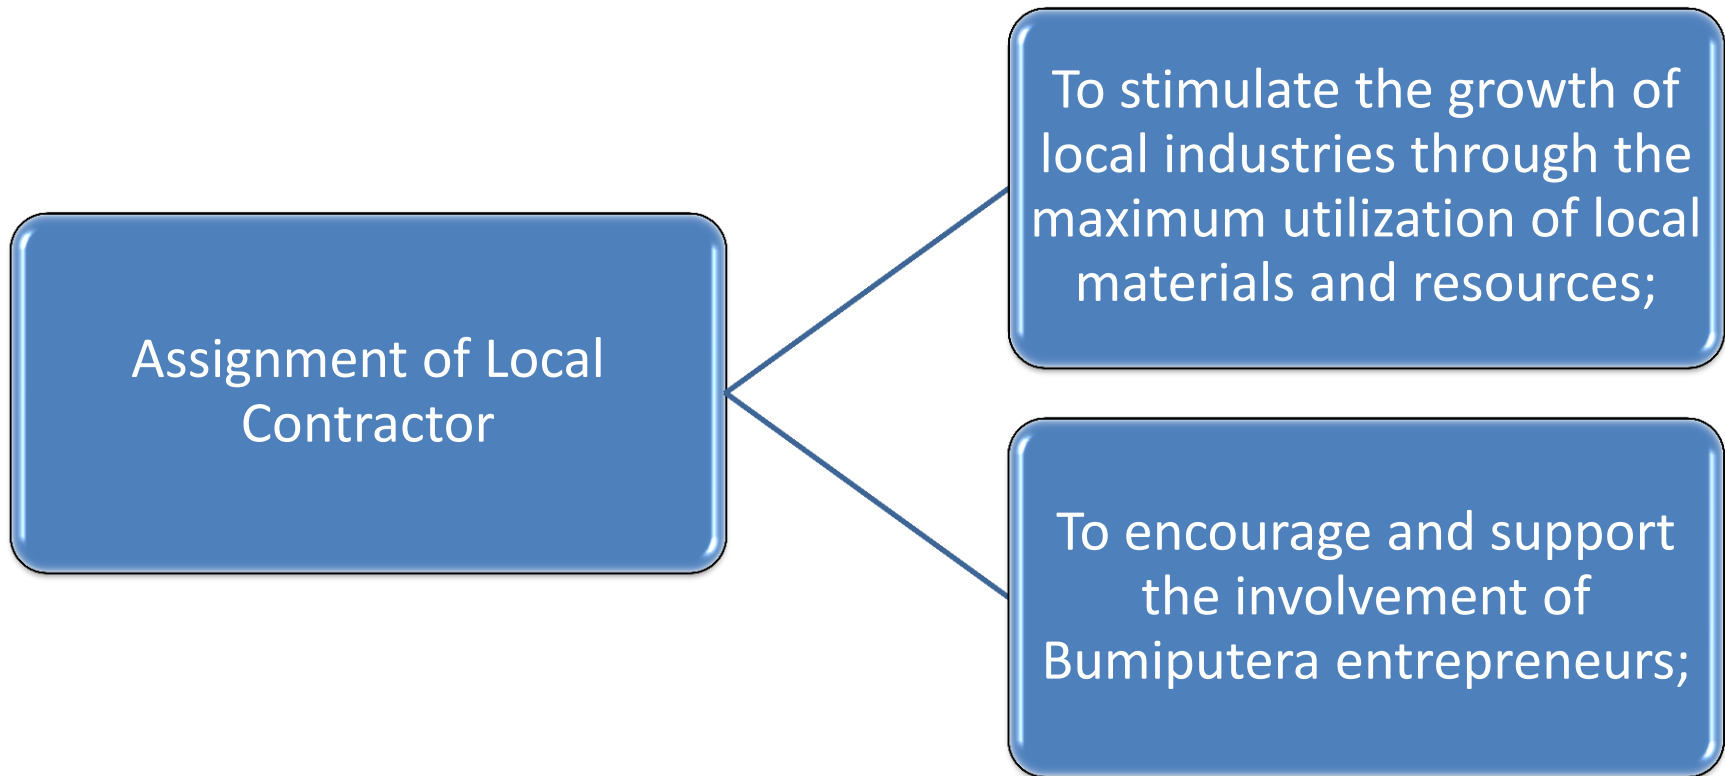 Assignment of Local
Contractor
To stimulate the growth of
local industries through the
maximum utilization of local
materials and resources;
To encourage and support
the involvement of
Bumiputera entrepreneurs;